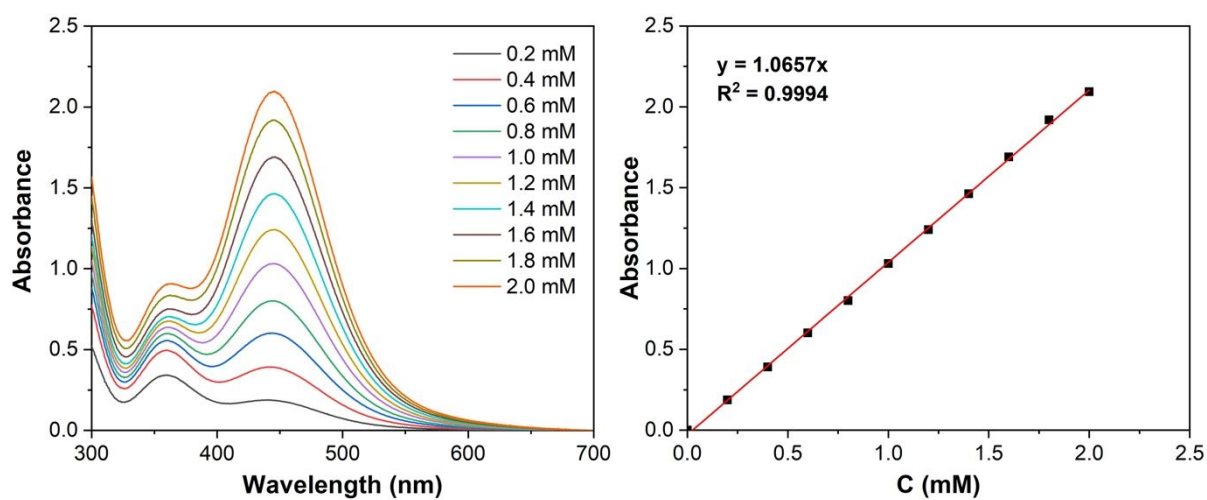 2.5
2.0
1.5
1.0
0.5
0.0
300 400 500 600 700
Absorbance
Wavelength (nm)
0.2 mM
0.4 mM
0.6 mM
0.8 mM
1.0 mM
1.2 mM
1.4 mM
1.6 mM
1.8 mM
2.0 mM
2.5
2.0
1.5
1.0
0.5
0.0
0.0 0.5 1.0 1.5 2.0 2.5
Absorbance
C (mM)
y = 1.0657x
R² = 0.9994